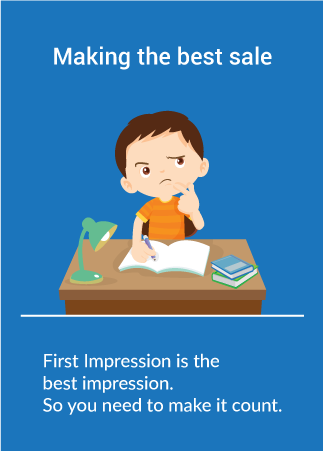 Making the best sale
First Impression is the
best impression.
So you need to make it count.